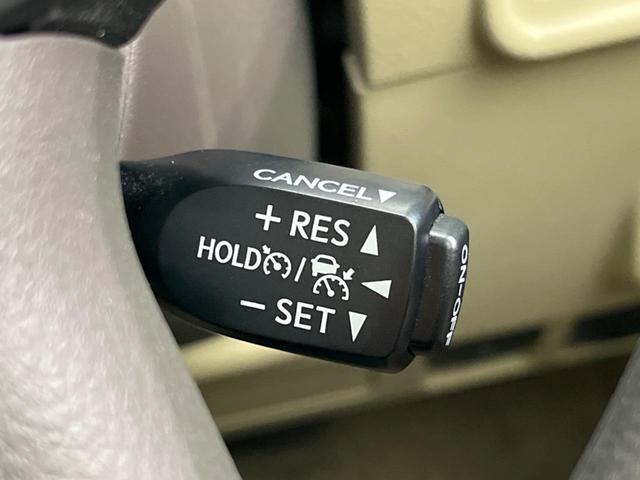 CANCEL▼
+ RES ▲
HOLD / ◀
− SET ▼
ON-OFF